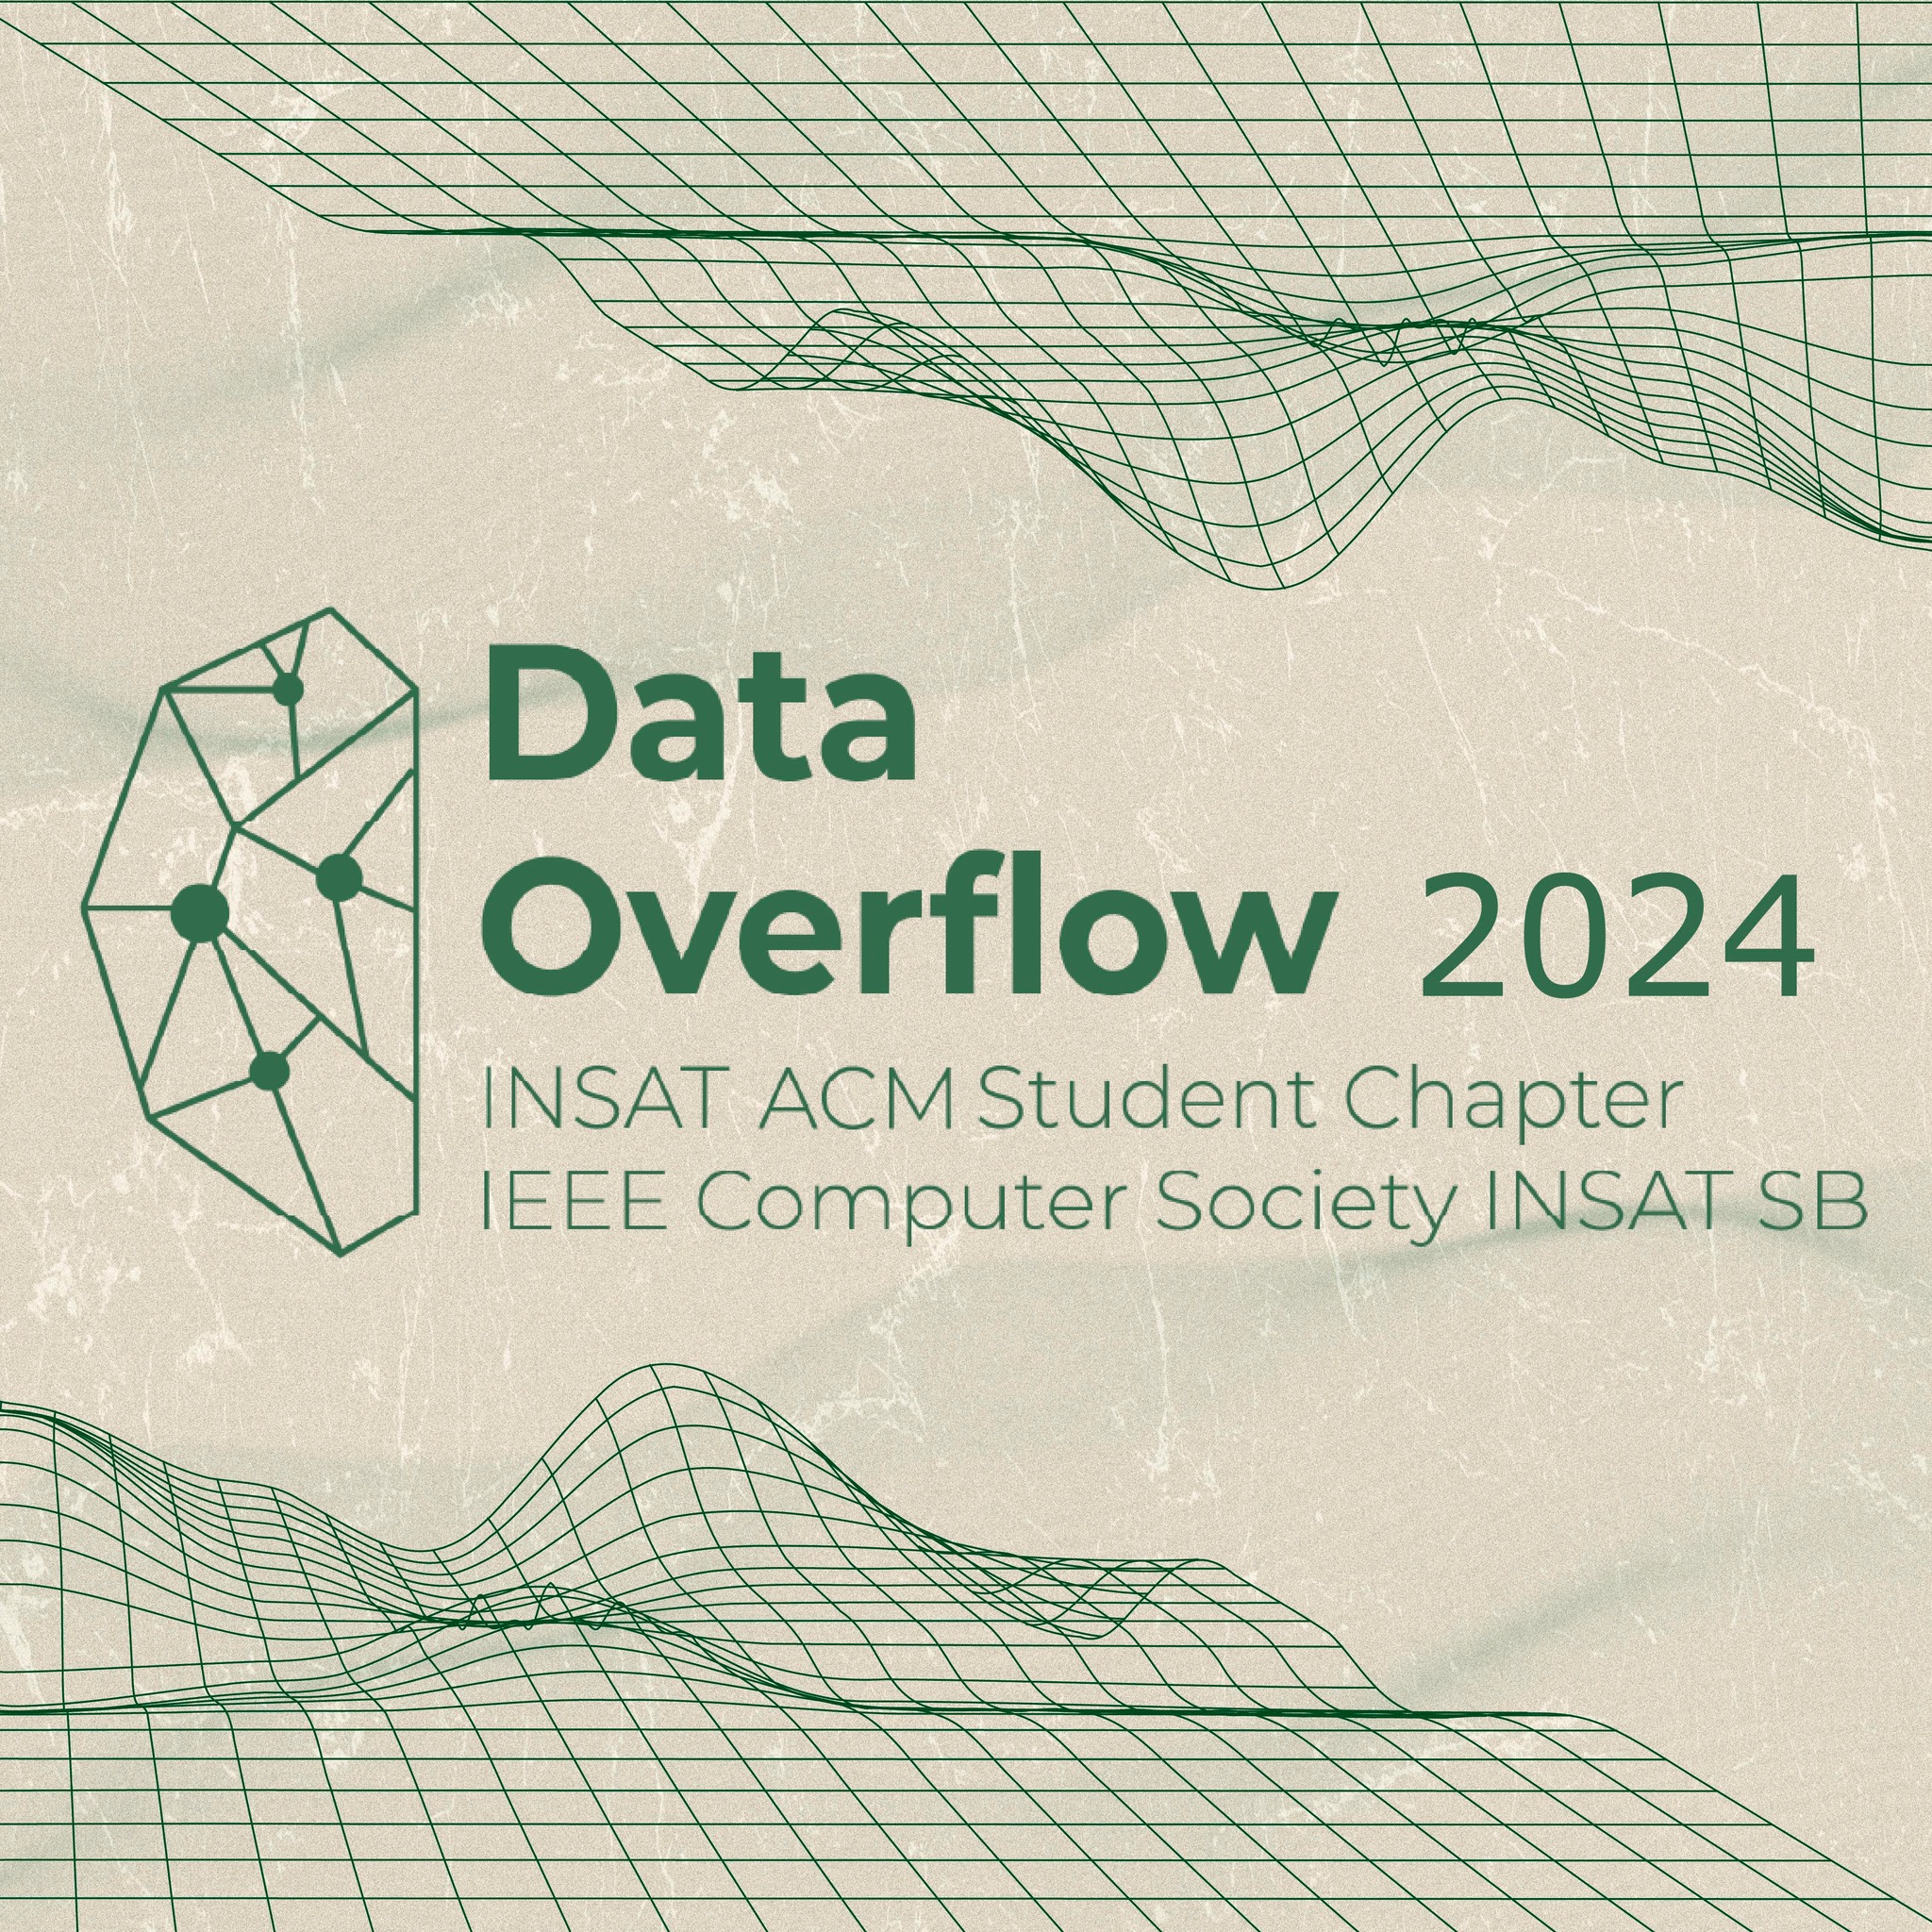 Data
Overflow 2024
INSAT ACM Student Chapter
IEEE Computer Society INSAT SB